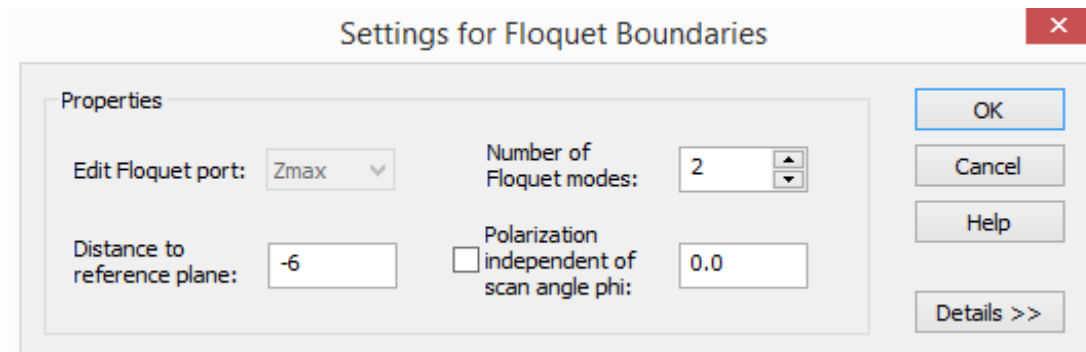 Settings for Floquet Boundaries
Properties
OK
Edit Floquet port:
Zmax
Number of
Floquet modes:
2
Cancel
Help
Distance to
reference plane:
-6
Polarization
independent of
scan angle phi:
0.0
Details >>